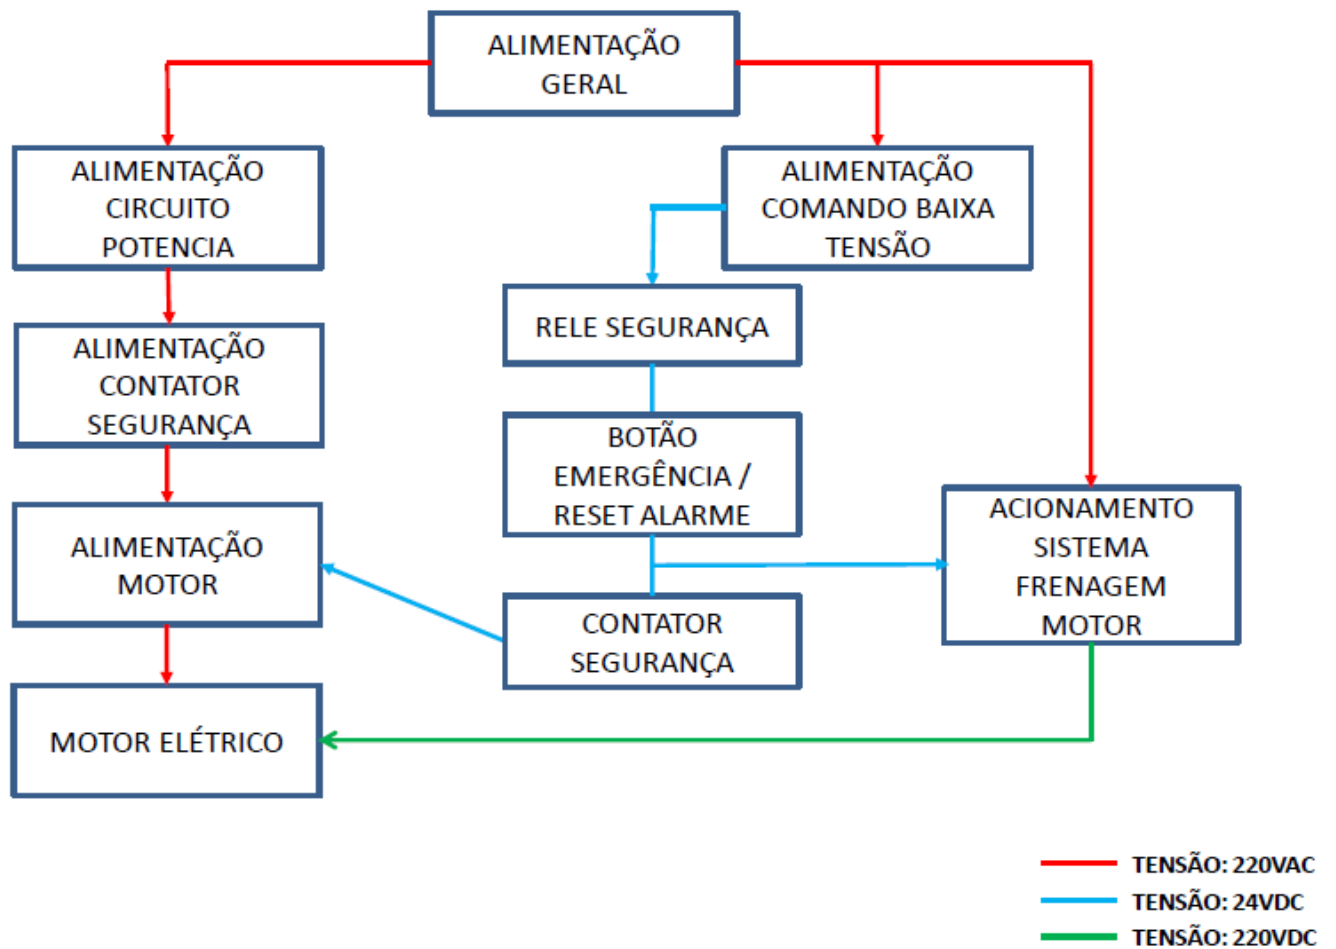 ALIMENTAÇÃO
GERAL
ALIMENTAÇÃO
CIRCUITO
POTENCIA
ALIMENTAÇÃO
COMANDO BAIXA
TENSÃO
RELE SEGURANÇA
ALIMENTAÇÃO
CONTATOR
SEGURANÇA
BOTÃO
EMERGÊNCIA /
RESET ALARME
ALIMENTAÇÃO
MOTOR
ACIONAMENTO
SISTEMA
FRENAGEM
MOTOR
CONTATOR
SEGURANÇA
MOTOR ELÉTRICO
TENSÃO: 220VAC
TENSÃO: 24VDC
TENSÃO: 220VDC